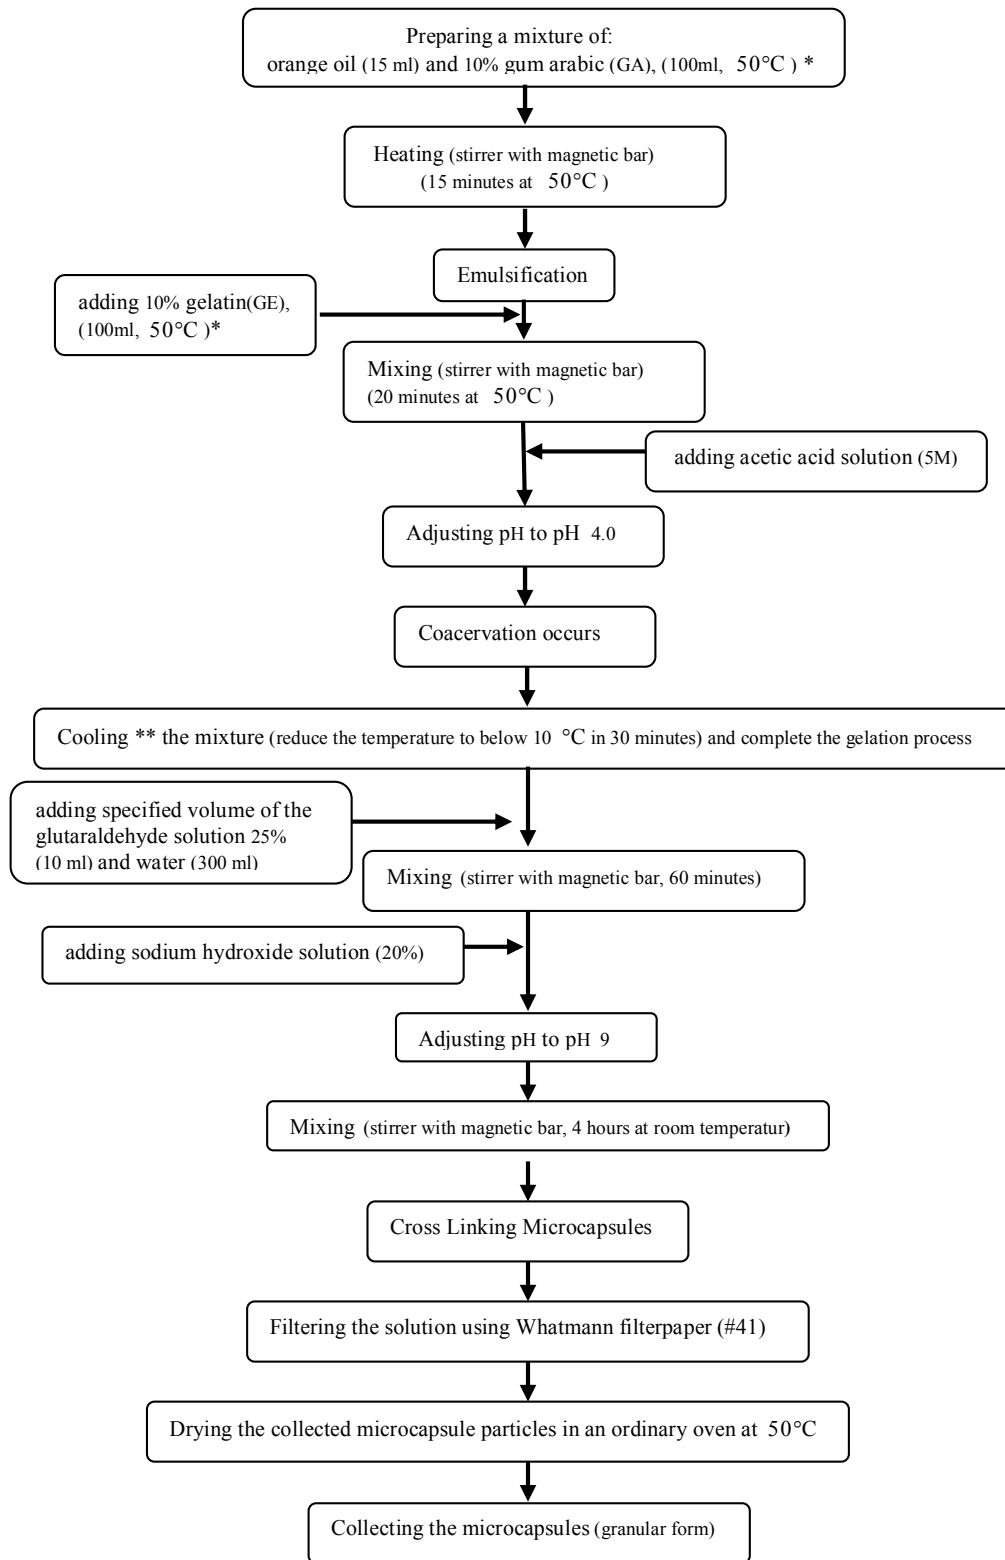 Preparing a mixture of:
orange oil (15 ml) and 10% gum arabic (GA), (100ml, 50°C ) *
Heating (stirrer with magnetic bar)
(15 minutes at 50°C )
Emulsification
adding 10% gelatin(GE),
(100ml, 50°C )*
Mixing (stirrer with magnetic bar)
(20 minutes at 50°C )
adding acetic acid solution (5M)
Adjusting pH to pH 4.0
Coacervation occurs
Cooling ** the mixture (reduce the temperature to below 10 °C in 30 minutes) and complete the gelation process
adding specified volume of the
glutaraldehyde solution 25%
(10 ml) and water (300 ml)
Mixing (stirrer with magnetic bar, 60 minutes)
adding sodium hydroxide solution (20%)
Adjusting pH to pH 9
Mixing (stirrer with magnetic bar, 4 hours at room temperatur)
Cross Linking Microcapsules
Filtering the solution using Whatmann filterpaper (#41)
Drying the collected microcapsule particles in an ordinary oven at 50°C
Collecting the microcapsules (granular form)